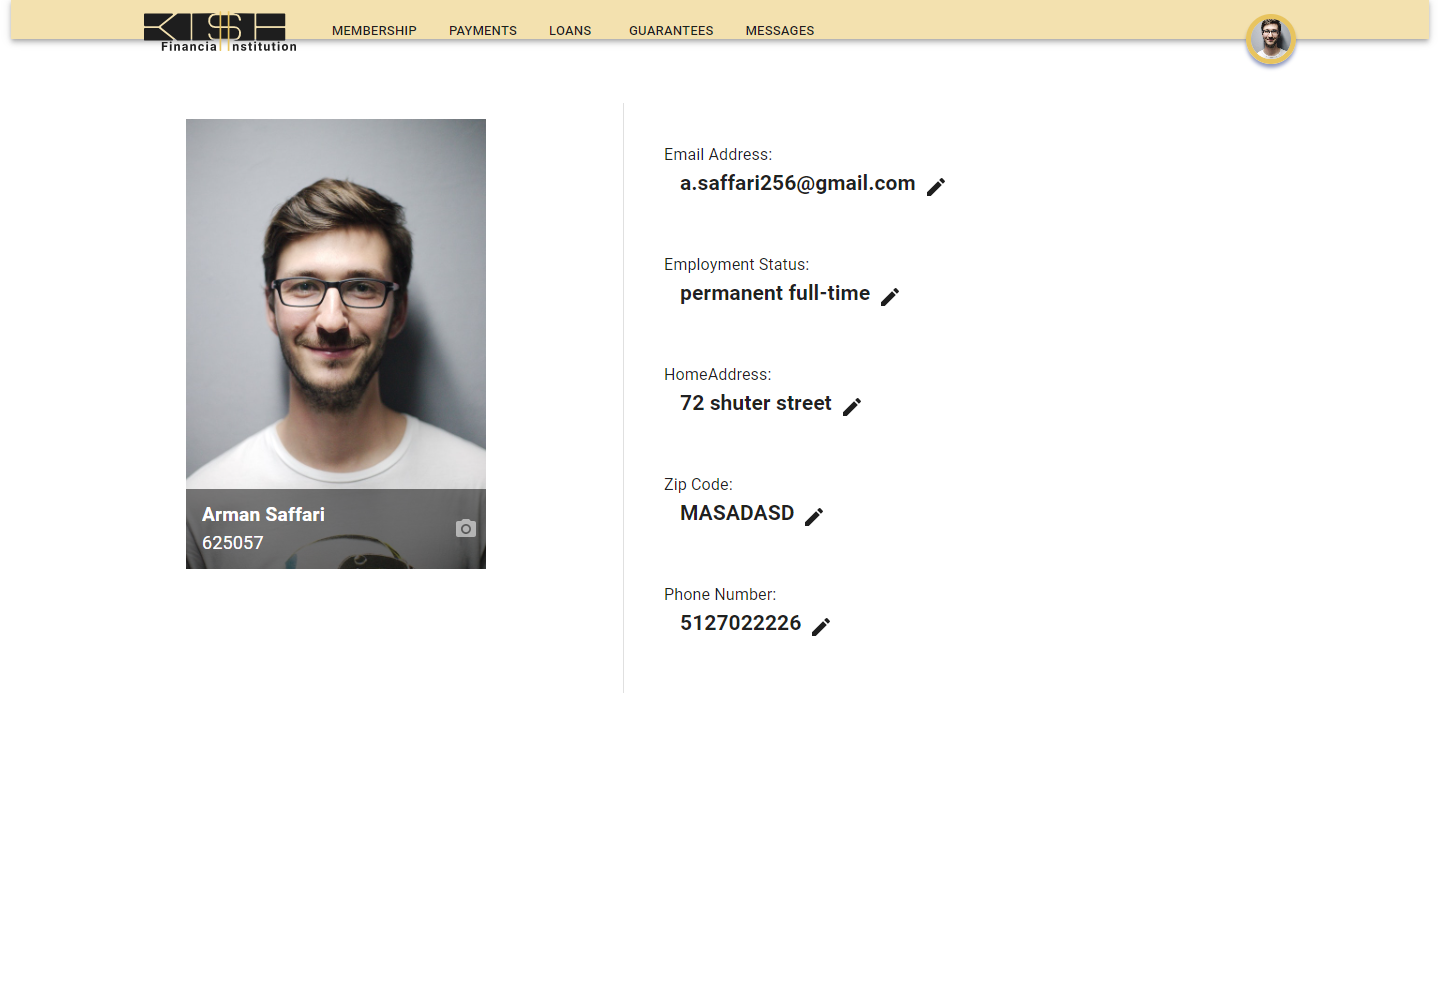 KISH
Financial Institution
MEMBERSHIP PAYMENTS LOANS GUARANTEES MESSAGES
Email Address:
a.saffari256@gmail.com
Employment Status:
permanent full-time
HomeAddress:
72 shuter street
Zip Code:
MASADASD
Phone Number:
5127022226
Arman Saffari
625057